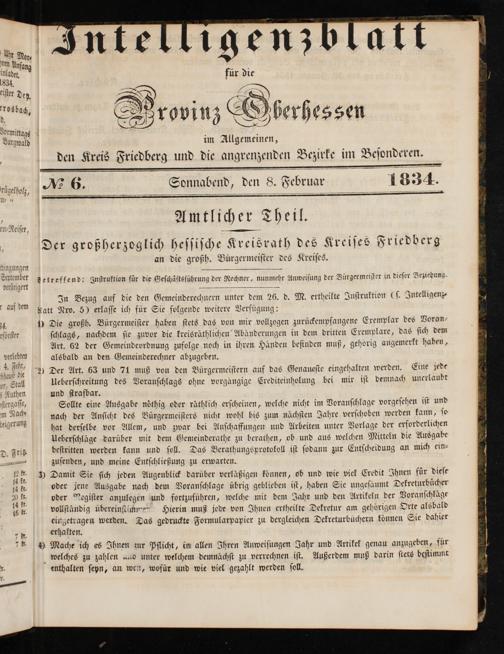 Intelligenzblatt
für die
Provinz Oberhessen
im Allgemeinen,
den Kreis Friedberg und die angrenzenden Bezirke im Besonderen.
№ 6. Sonnabend, den 8. Februar 1834.
Amtlicher Theil.
Der großherzoglich hessische Kreisrath des Kreises Friedberg
an die großh. Bürgermeister des Kreises.
Betreffend: Instruktion für die Geschäftsführung der Rechner, nunmehr Anweisung der Bürgermeister in dieser Beziehung.
In Bezug auf die den Gemeinderechnern unter dem 26. d. M. ertheilte Instruktion (s. Intelligenz-
blatt Nro. 5) erlasse ich für Sie folgende weitere Verfügung:
1) Die großh. Bürgermeister haben stets das von mir vollzogen zurückempfangene Exemplar des Voran-
schlags, nachdem sie zuvor die kreisräthlichen Abänderungen in dem dritten Exemplare, das sich dem
Art. 62 der Gemeindeordnung zufolge noch in ihren Händen befinden muß, gehörig angemerkt haben,
alsbald an den Gemeinderechner abzugeben.
2) Der Art. 63 und 71 muß von den Bürgermeistern auf das Genaueste eingehalten werden. Eine jede
Ueberschreitung des Voranschlags ohne vorgängige Crediteinholung bei mir ist demnach unerlaubt
und strafbar.
Sollte eine Ausgabe nöthig oder räthlich erscheinen, welche nicht im Voranschlage vorgesehen ist und
nach der Ansicht des Bürgermeisters nicht wohl bis zum nächsten Jahre verschoben werden kann, so
hat derselbe vor Allem, und zwar bei Anschaffungen und Arbeiten unter Vorlage der erforderlichen
Ueberschläge darüber mit dem Gemeinderathe zu berathen, ob und aus welchen Mitteln die Ausgabe
bestritten werden kann und soll. Das Berathungsprotokoll ist sodann zur Entscheidung an mich ein-
zusenden, und meine Entschließung zu erwarten.
3) Damit Sie sich jeden Augenblick darüber verläßigen können, ob und wie viel Credit Ihnen für diese
oder jene Ausgabe nach dem Voranschlage übrig geblieben ist, haben Sie ungesäumt Dekreturbücher
oder Register anzulegen und fortzuführen, welche mit dem Jahr und den Artikeln der Voranschläge
vollständig übereinstimmen. Hierin muß jede von Ihnen ertheilte Dekretur am gehörigen Orte alsbald
eingetragen werden. Das gedruckte Formularpapier zu dergleichen Dekreturbüchern können Sie dahier
erhalten.
4) Mache ich es Ihnen zur Pflicht, in allen Ihren Anweisungen Jahr und Artikel genau anzugeben, für
welches zu zahlen und unter welchem demnächst zu verrechnen ist. Außerdem muß darin stets bestimmt
enthalten seyn, an wen, wofür und wie viel gezahlt werden soll.